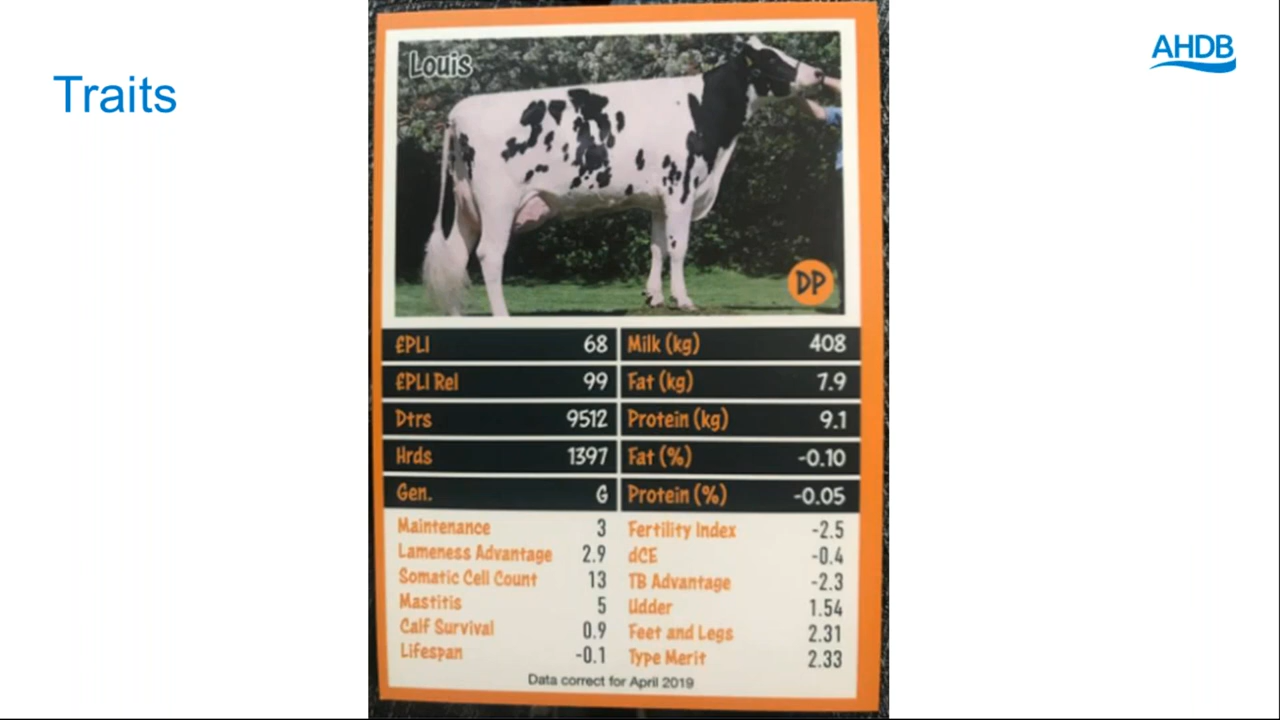 Traits
AHDB
Louis
DP
£PLI 68 Milk (kg) 408
£PLI Rel 99 Fat (kg) 7.9
Dtrs 9512 Protein (kg) 9.1
Hrds 1397 Fat (%) -0.10
Gen. G Protein (%) -0.05
Maintenance 3 Fertility Index -2.5
Lameness Advantage 2.9 dCE -0.4
Somatic Cell Count 13 TB Advantage -2.3
Mastitis 5 Udder 1.54
Calf Survival 0.9 Feet and Legs 2.31
Lifespan -0.1 Type Merit 2.33
Data correct for April 2019